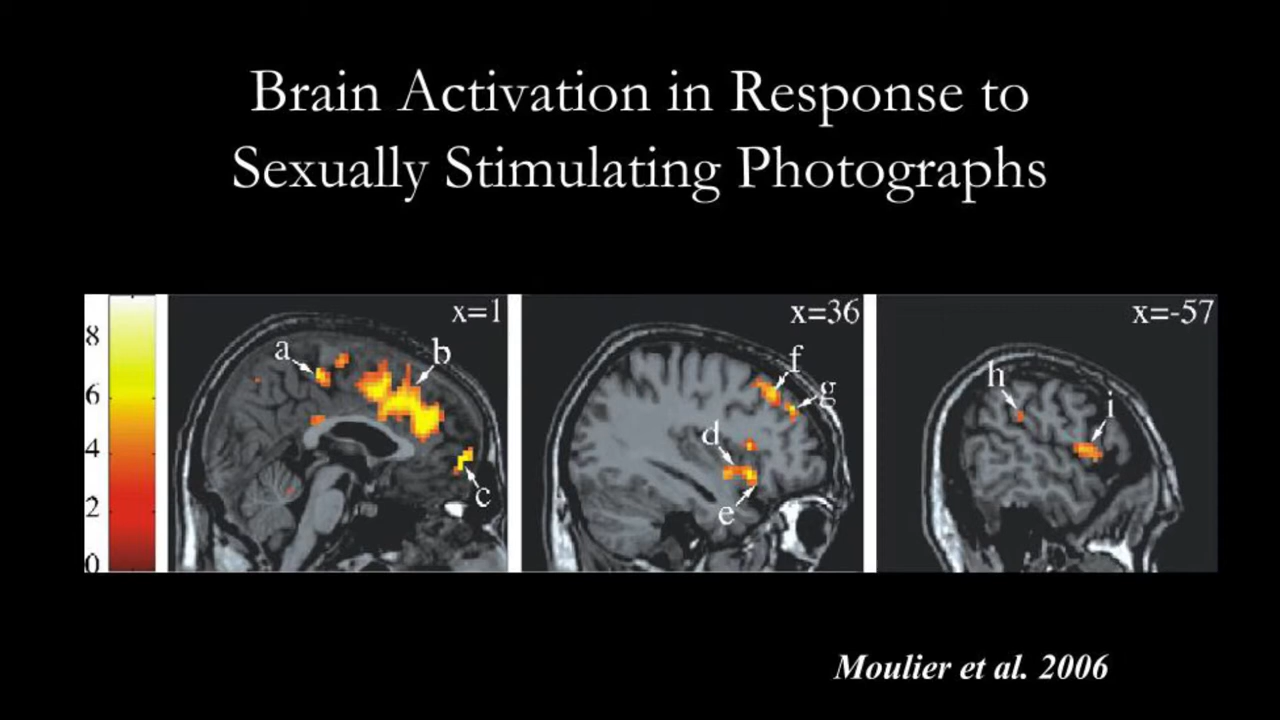 Brain Activation in Response to
Sexually Stimulating Photographs
8
6
4
2
0
x=1
a
b
c
x=36
f
g
d
e
x=-57
h
i
Moulier et al. 2006